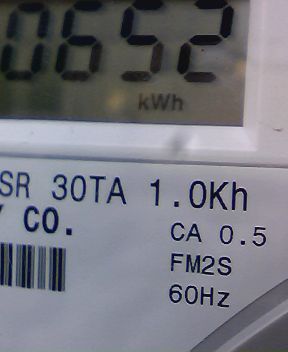 0652
kWh
SR 30TA 1.0Kh
Y CO.
CA 0.5
FM2S
60Hz